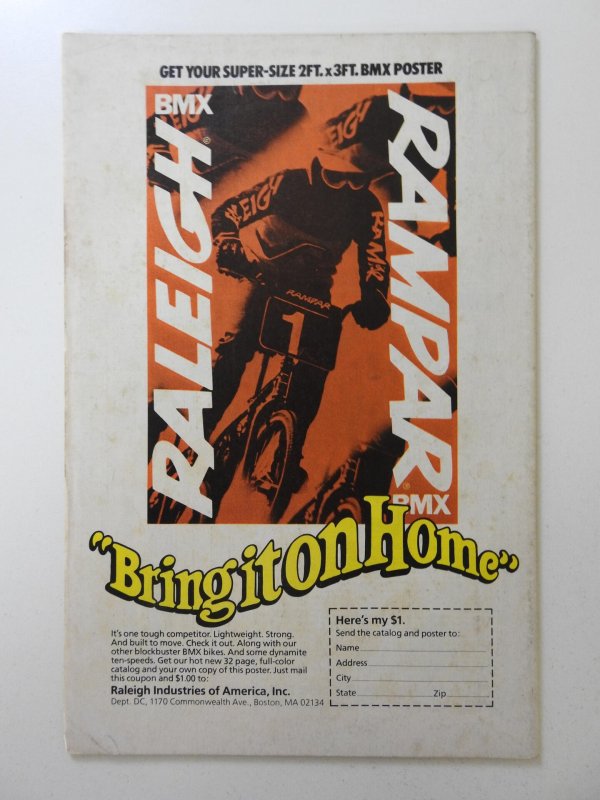 GET YOUR SUPER-SIZE 2FT. x 3FT. BMX POSTER
BMX
RALEIGH®
RAMPAR®
BMX
RALEIGH
RAMPAR
RAMPAR
1
"Bring it on Home"
It's one tough competitor. Lightweight. Strong.
And built to move. Check it out. Along with our
other blockbuster BMX bikes. And some dynamite
ten-speeds. Get our hot new 32 page, full-color
catalog and your own copy of this poster. Just mail
this coupon and $1.00 to:
Raleigh Industries of America, Inc.
Dept. DC, 1170 Commonwealth Ave., Boston, MA 02134
Here's my $1.
Send the catalog and poster to:
Name
Address
City
State Zip